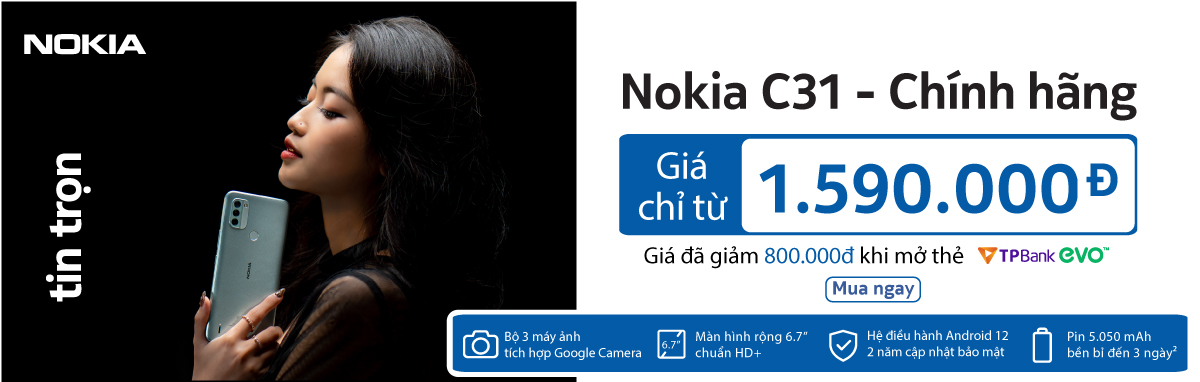 NOKIA
tin trọn
NOKIA
Nokia C31 - Chính hãng
Giá
chỉ từ
1.590.000Đ
Giá đã giảm 800.000đ khi mở thẻ TPBank evo™
Mua ngay
Bộ 3 máy ảnh
tích hợp Google Camera
6.7"
Màn hình rộng 6.7"
chuẩn HD+
Hệ điều hành Android 12
2 năm cập nhật bảo mật
Pin 5.050 mAh
bền bỉ đến 3 ngày²